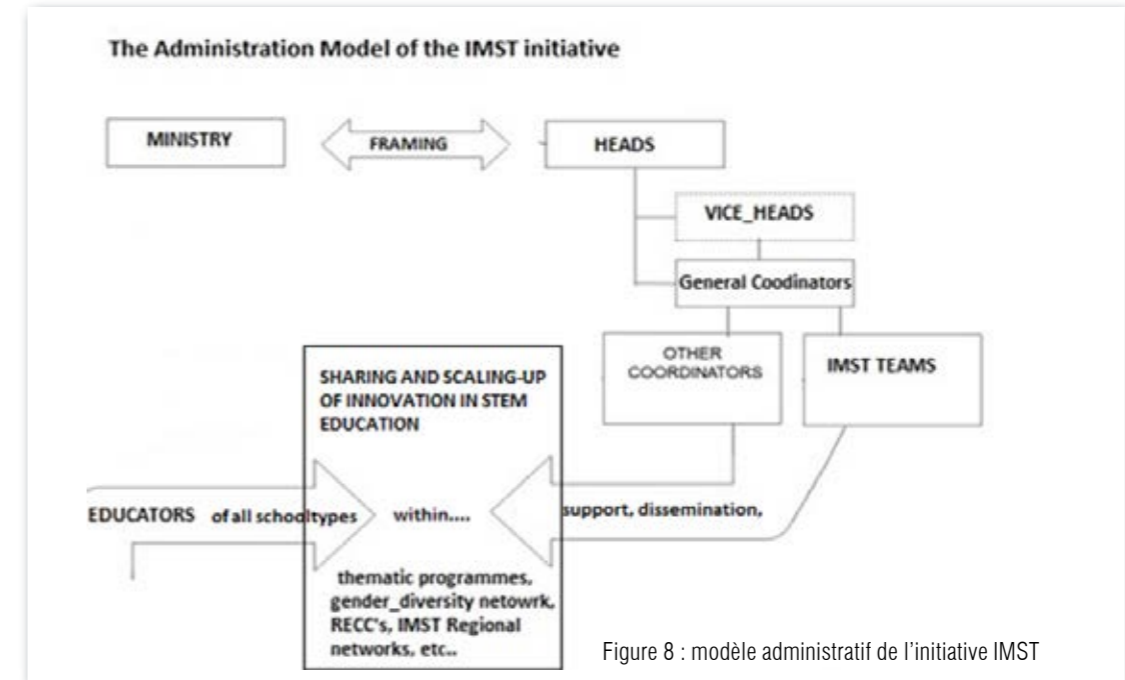 The Administration Model of the IMST initiative
MINISTRY
FRAMING
HEADS
VICE_HEADS
General Coodinators
OTHER
COORDINATORS
IMST TEAMS
SHARING AND SCALING-UP
OF INNOVATION IN STEM
EDUCATION
EDUCATORS of all schooltypes
within....
support, dissemination,
thematic programmes,
gender_diversity netowrk,
RECC's, IMST Regional
networks, etc..
Figure 8 : modèle administratif de l'initiative IMST